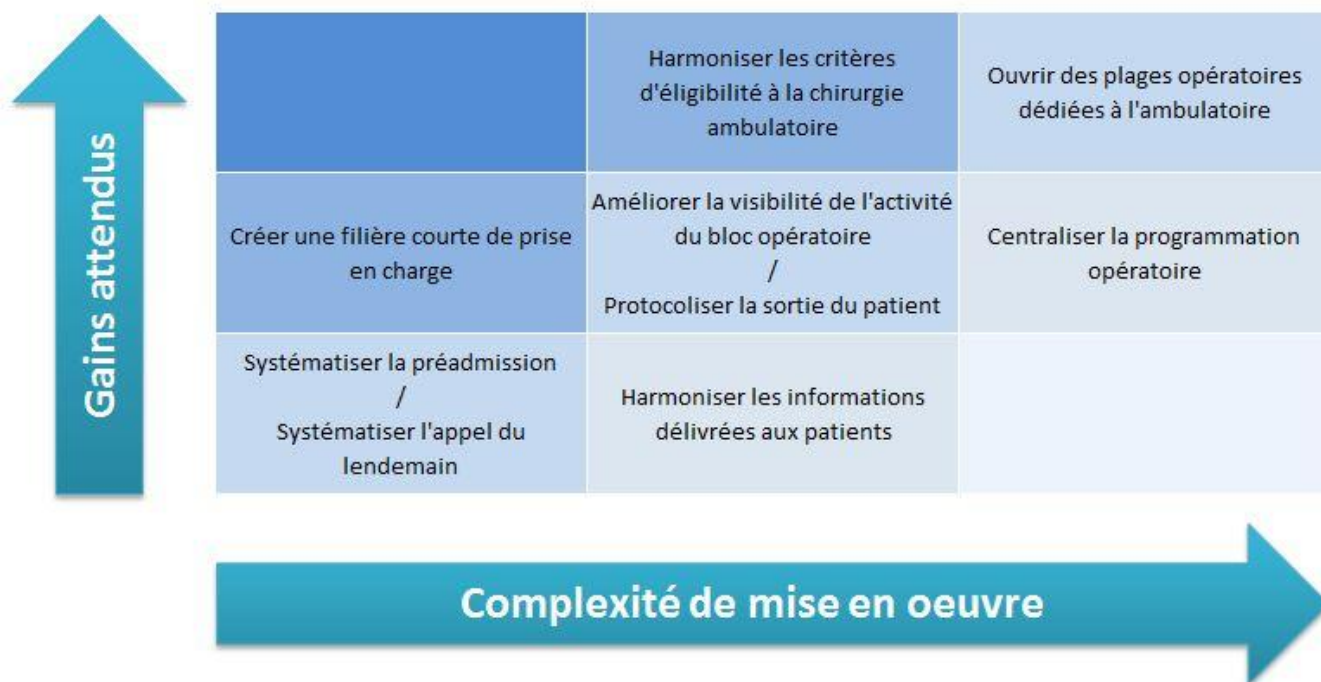 Gains attendus
Harmoniser les critères
d'éligibilité à la chirurgie
ambulatoire
Ouvrir des plages opératoires
dédiées à l'ambulatoire
Créer une filière courte de prise
en charge
Améliorer la visibilité de l'activité
du bloc opératoire
/
Protocoliser la sortie du patient
Centraliser la programmation
opératoire
Systématiser la préadmission
/
Systématiser l'appel du
lendemain
Harmoniser les informations
délivrées aux patients
Complexité de mise en oeuvre